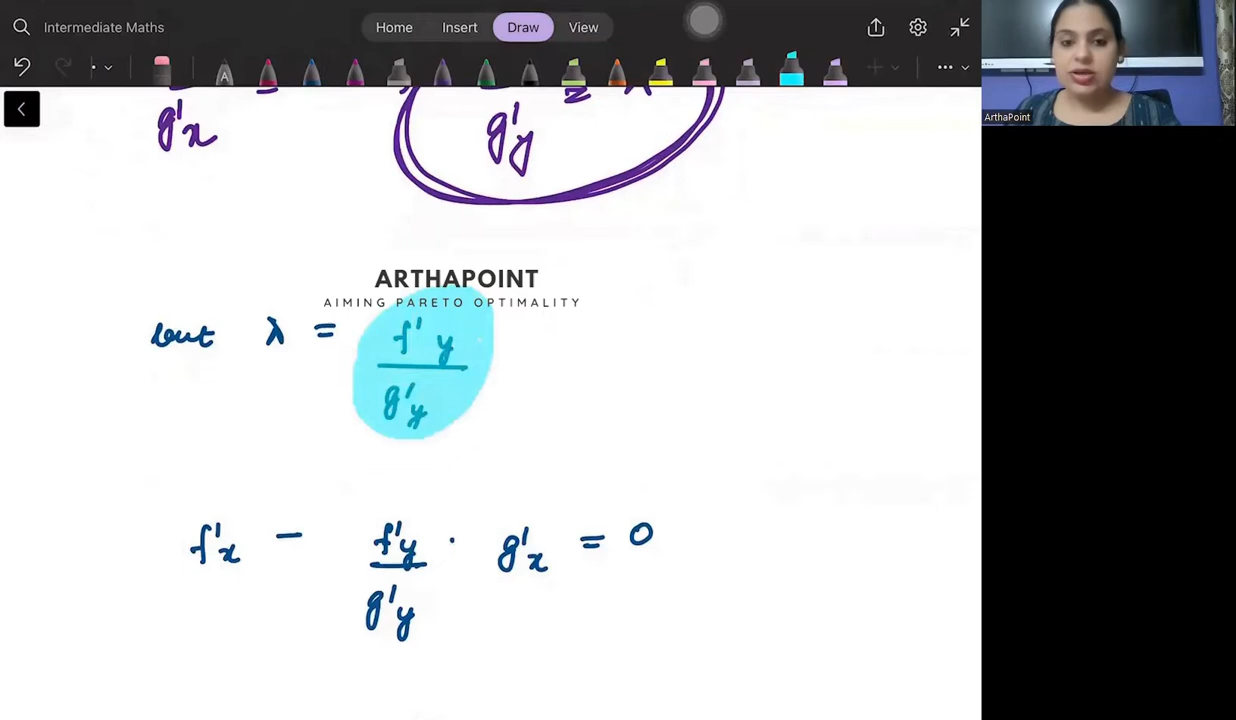 Intermediate Maths Home Insert Draw View
A
ArthaPoint
g'x g'y
ARTHAPOINT
AIMING PARETO OPTIMALITY
but λ = f'y / g'y
f'x - f'y / g'y · g'x = 0